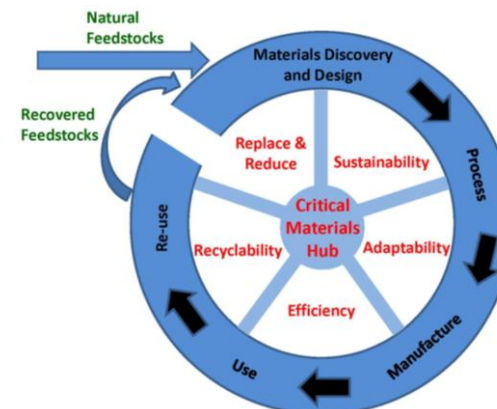 Natural
Feedstocks
Materials Discovery
and Design
Recovered
Feedstocks
Replace &
Reduce
Sustainability
Process
Critical
Materials
Hub
Re-use
Recyclability
Adaptability
Efficiency
Manufacture
Use